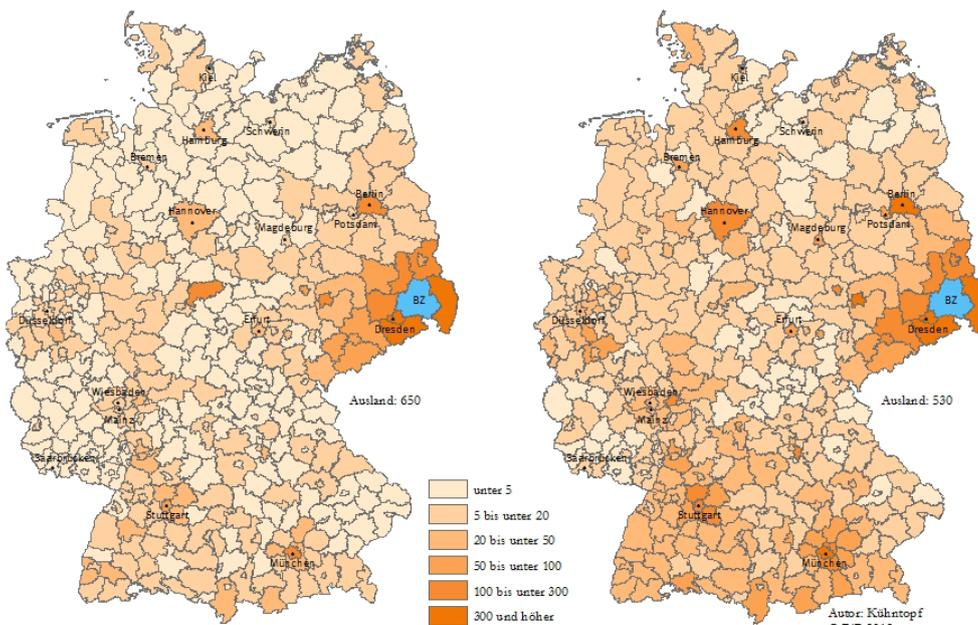 Kiel
Schwerin
Hamburg
Bremen
Berlin
Hannover
Potsdam
Magdeburg
BZ
Düsseldorf
Erfurt
Dresden
Wiesbaden
Mainz
Ausland: 650
Saarbrücken
Stuttgart
München
unter 5
5 bis unter 20
20 bis unter 50
50 bis unter 100
100 bis unter 300
300 und höher
Kiel
Schwerin
Hamburg
Bremen
Berlin
Hannover
Potsdam
Magdeburg
BZ
Düsseldorf
Erfurt
Dresden
Wiesbaden
Mainz
Ausland: 530
Saarbrücken
Stuttgart
München
Autor: Kühntopf